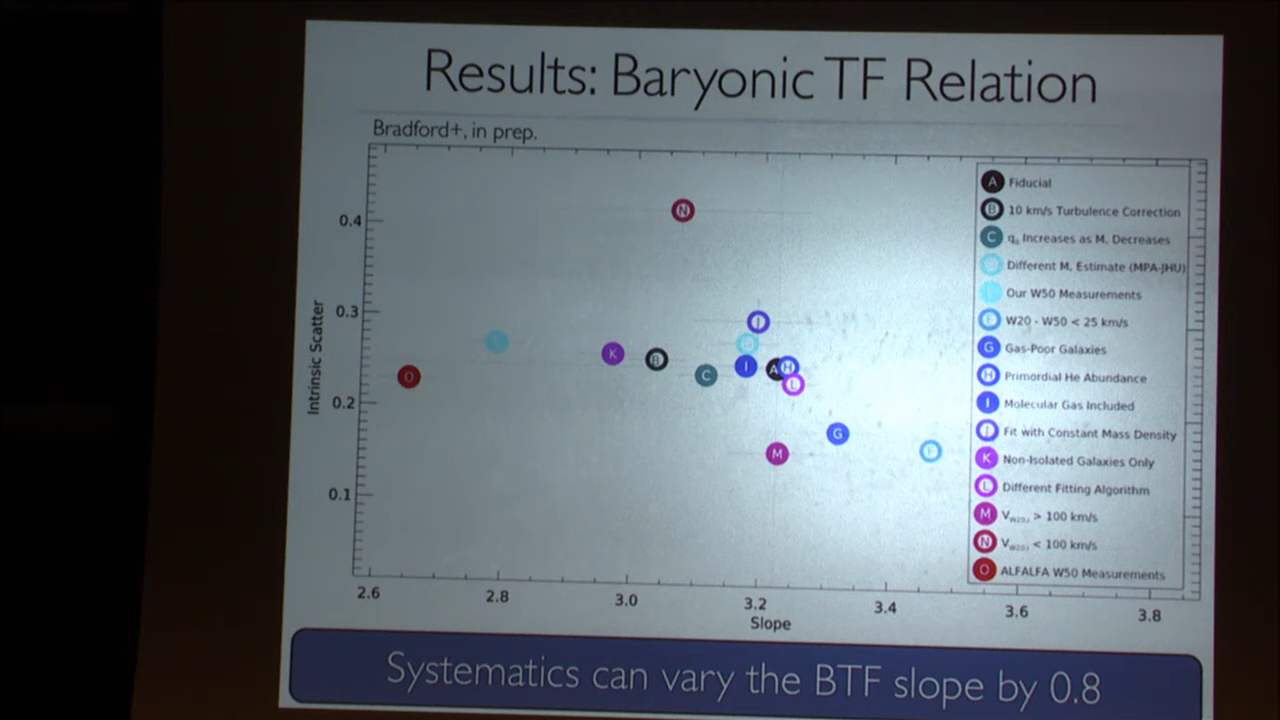 Results: Baryonic TF Relation
Bradford+, in prep.
A Fiducial
B 10 km/s Turbulence Correction
C q₀ Increases as M* Decreases
Different M* Estimate (MPA-JHU)
Our W50 Measurements
F W20 - W50 < 25 km/s
G Gas-Poor Galaxies
H Primordial He Abundance
I Molecular Gas Included
J Fit with Constant Mass Density
K Non-Isolated Galaxies Only
L Different Fitting Algorithm
M V > 100 km/s
N V < 100 km/s
O ALFALFA W50 Measurements
Intrinsic Scatter
0.4
0.3
0.2
0.1
N
J
D
E
K
B
I
A
H
C
L
O
G
M
F
2.6 2.8 3.0 3.2 3.4 3.6 3.8
Slope
Systematics can vary the BTF slope by 0.8